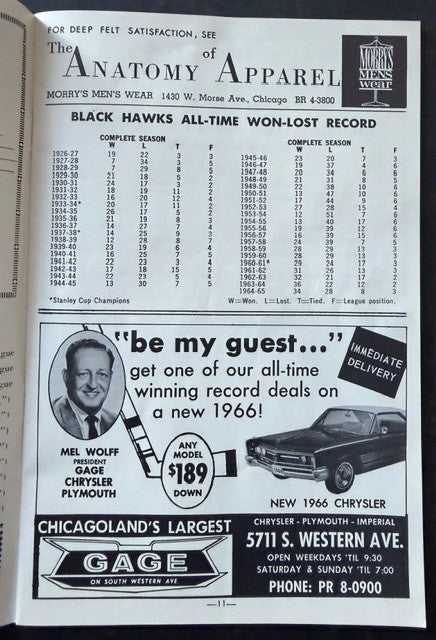 FOR DEEP FELT SATISFACTION, SEE
The ANATOMY of APPAREL
MORRY'S MEN'S WEAR 1430 W. Morse Ave., Chicago BR 4-3800
MORRY'S
MENS
wear
BLACK HAWKS ALL-TIME WON-LOST RECORD
COMPLETE SEASON
W L T F
1926-27 19 22 3 3
1927-28 7 34 3 5
1928-29 7 29 8 5
1929-30 21 18 5 2
1930-31 24 17 3 2
1931-32 18 19 11 2
1932-33 16 20 12 4
1933-34* 20 17 11 2
1934-35 26 17 5 2
1935-36 21 19 8 3
1936-37 14 27 7 4
1937-38* 14 25 9 3
1938-39 12 28 8 7
1939-40 23 19 6 4
1940-41 16 25 7 5
1941-42 22 23 3 4
1942-43 17 18 15 5
1943-44 22 23 5 4
1944-45 13 30 7 5
COMPLETE SEASON
W L T F
1945-46 23 20 7 3
1946-47 19 37 4 6
1947-48 20 34 6 6
1948-49 21 31 8 5
1949-50 22 38 10 6
1950-51 13 47 10 6
1951-52 17 44 9 6
1952-53 27 28 15 4
1953-54 12 51 7 6
1954-55 13 40 17 6
1955-56 19 39 12 6
1956-57 16 39 15 6
1957-58 24 39 7 5
1958-59 28 29 13 3
1959-60 28 29 13 3
1960-61* 29 24 17 3
1961-62 31 26 13 3
1962-63 32 21 17 2
1963-64 36 22 12 2
1964-65 34 28 8 3
*Stanley Cup Champions W—Won. L—Lost. T—Tied. F—League position.
"be my guest..."
get one of our all-time
winning record deals on
a new 1966!
IMMEDIATE
DELIVERY
MEL WOLFF
PRESIDENT
GAGE
CHRYSLER
PLYMOUTH
ANY
MODEL
$189
DOWN
NEW 1966 CHRYSLER
CHICAGOLAND'S LARGEST
GAGE
ON SOUTH WESTERN AVE
CHRYSLER - PLYMOUTH - IMPERIAL
5711 S. WESTERN AVE.
OPEN WEEKDAYS 'TIL 9:30
SATURDAY & SUNDAY 'TIL 7:00
PHONE: PR 8-0900
—11—